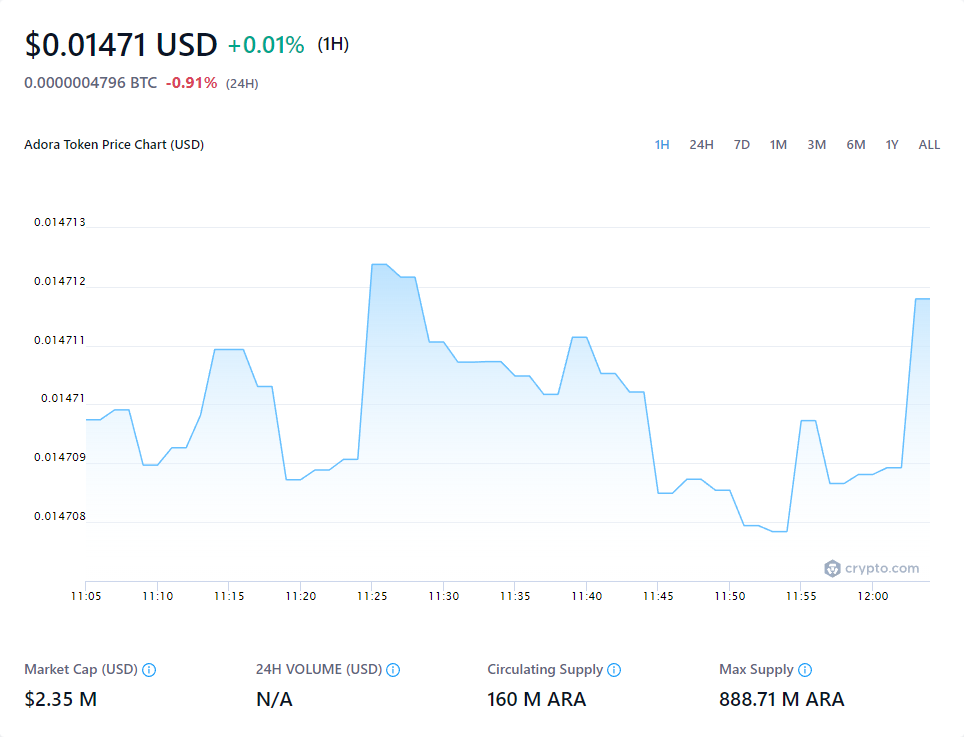 $0.01471 USD +0.01% (1H)
0.0000004796 BTC -0.91% (24H)
Adora Token Price Chart (USD) 1H 24H 7D 1M 3M 6M 1Y ALL
0.014713
0.014712
0.014711
0.01471
0.014709
0.014708
crypto.com
11:05 11:10 11:15 11:20 11:25 11:30 11:35 11:40 11:45 11:50 11:55 12:00
Market Cap (USD) 24H VOLUME (USD) Circulating Supply Max Supply
$2.35 M N/A 160 M ARA 888.71 M ARA